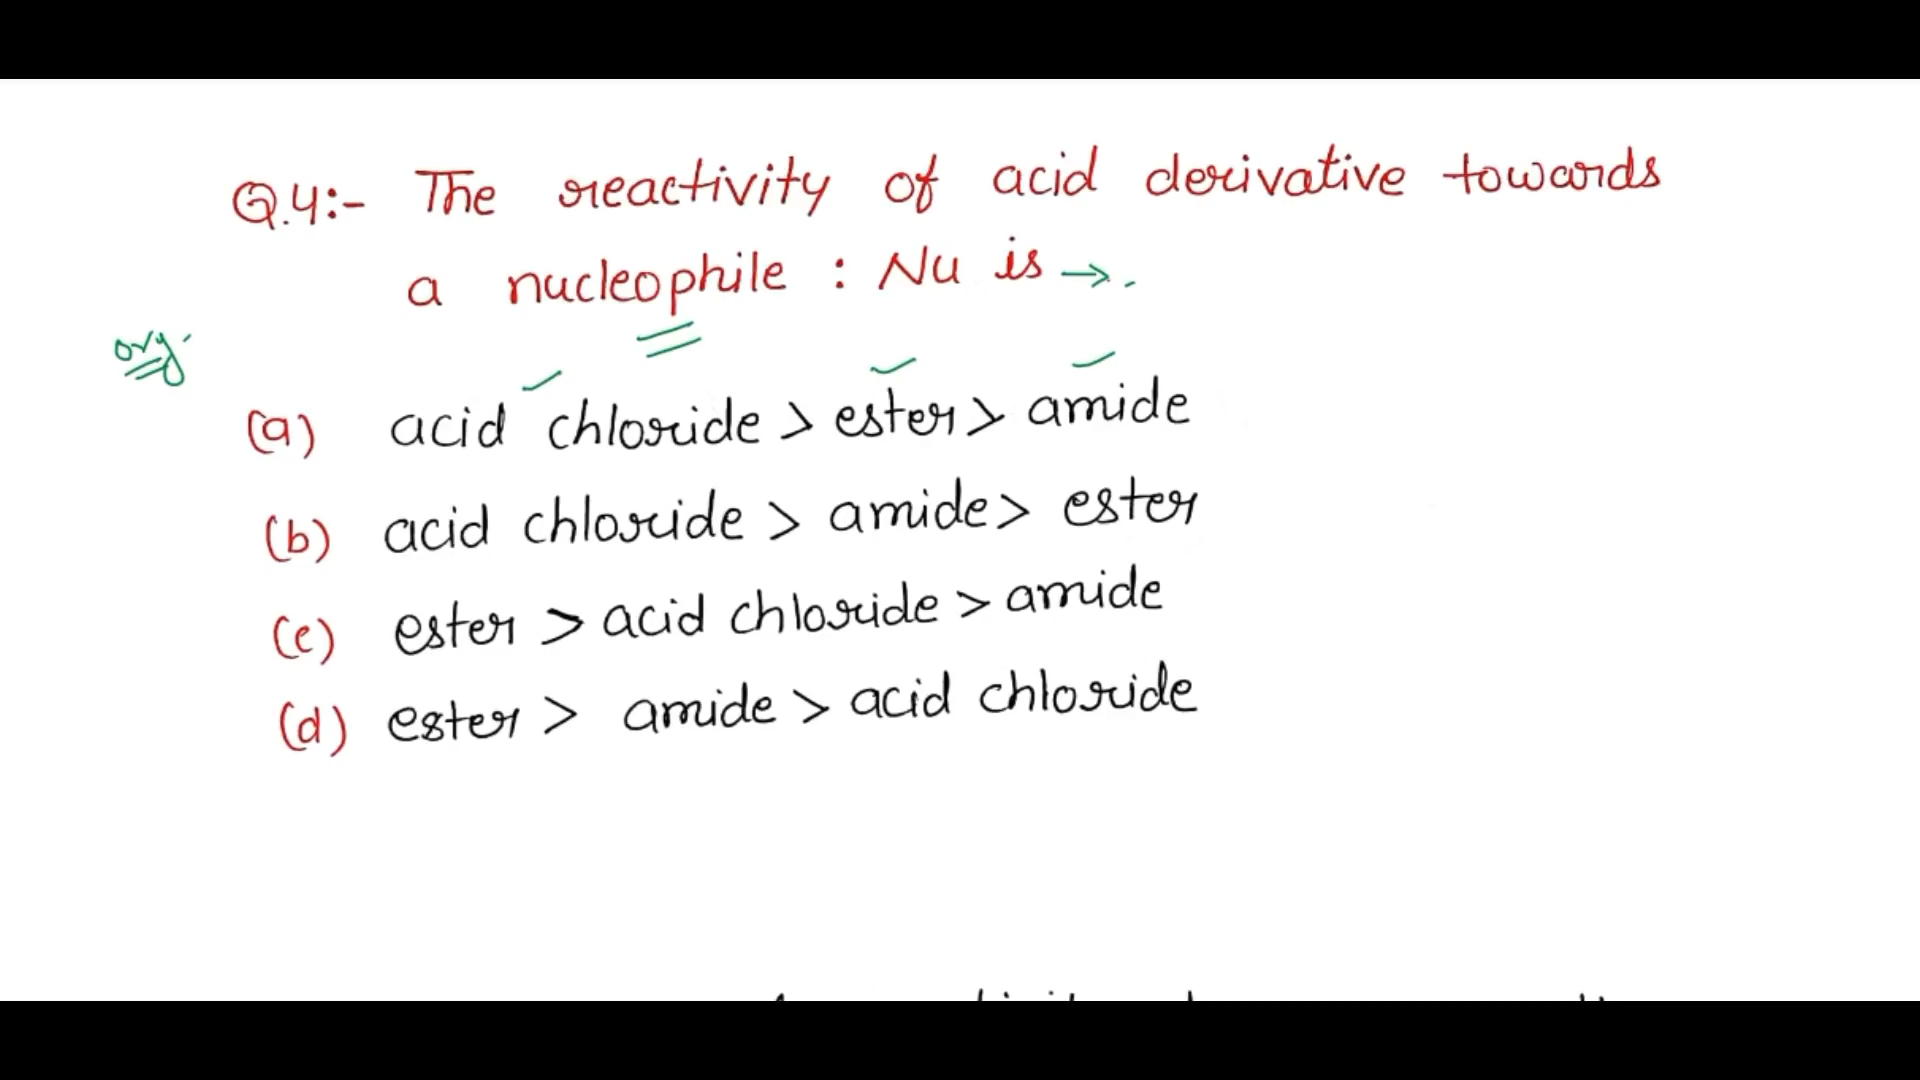 Q.4:- The reactivity of acid derivative towards
a nucleophile : Nu is →.
org.
(a) acid chloride > ester > amide
(b) acid chloride > amide > ester
(c) ester > acid chloride > amide
(d) ester > amide > acid chloride